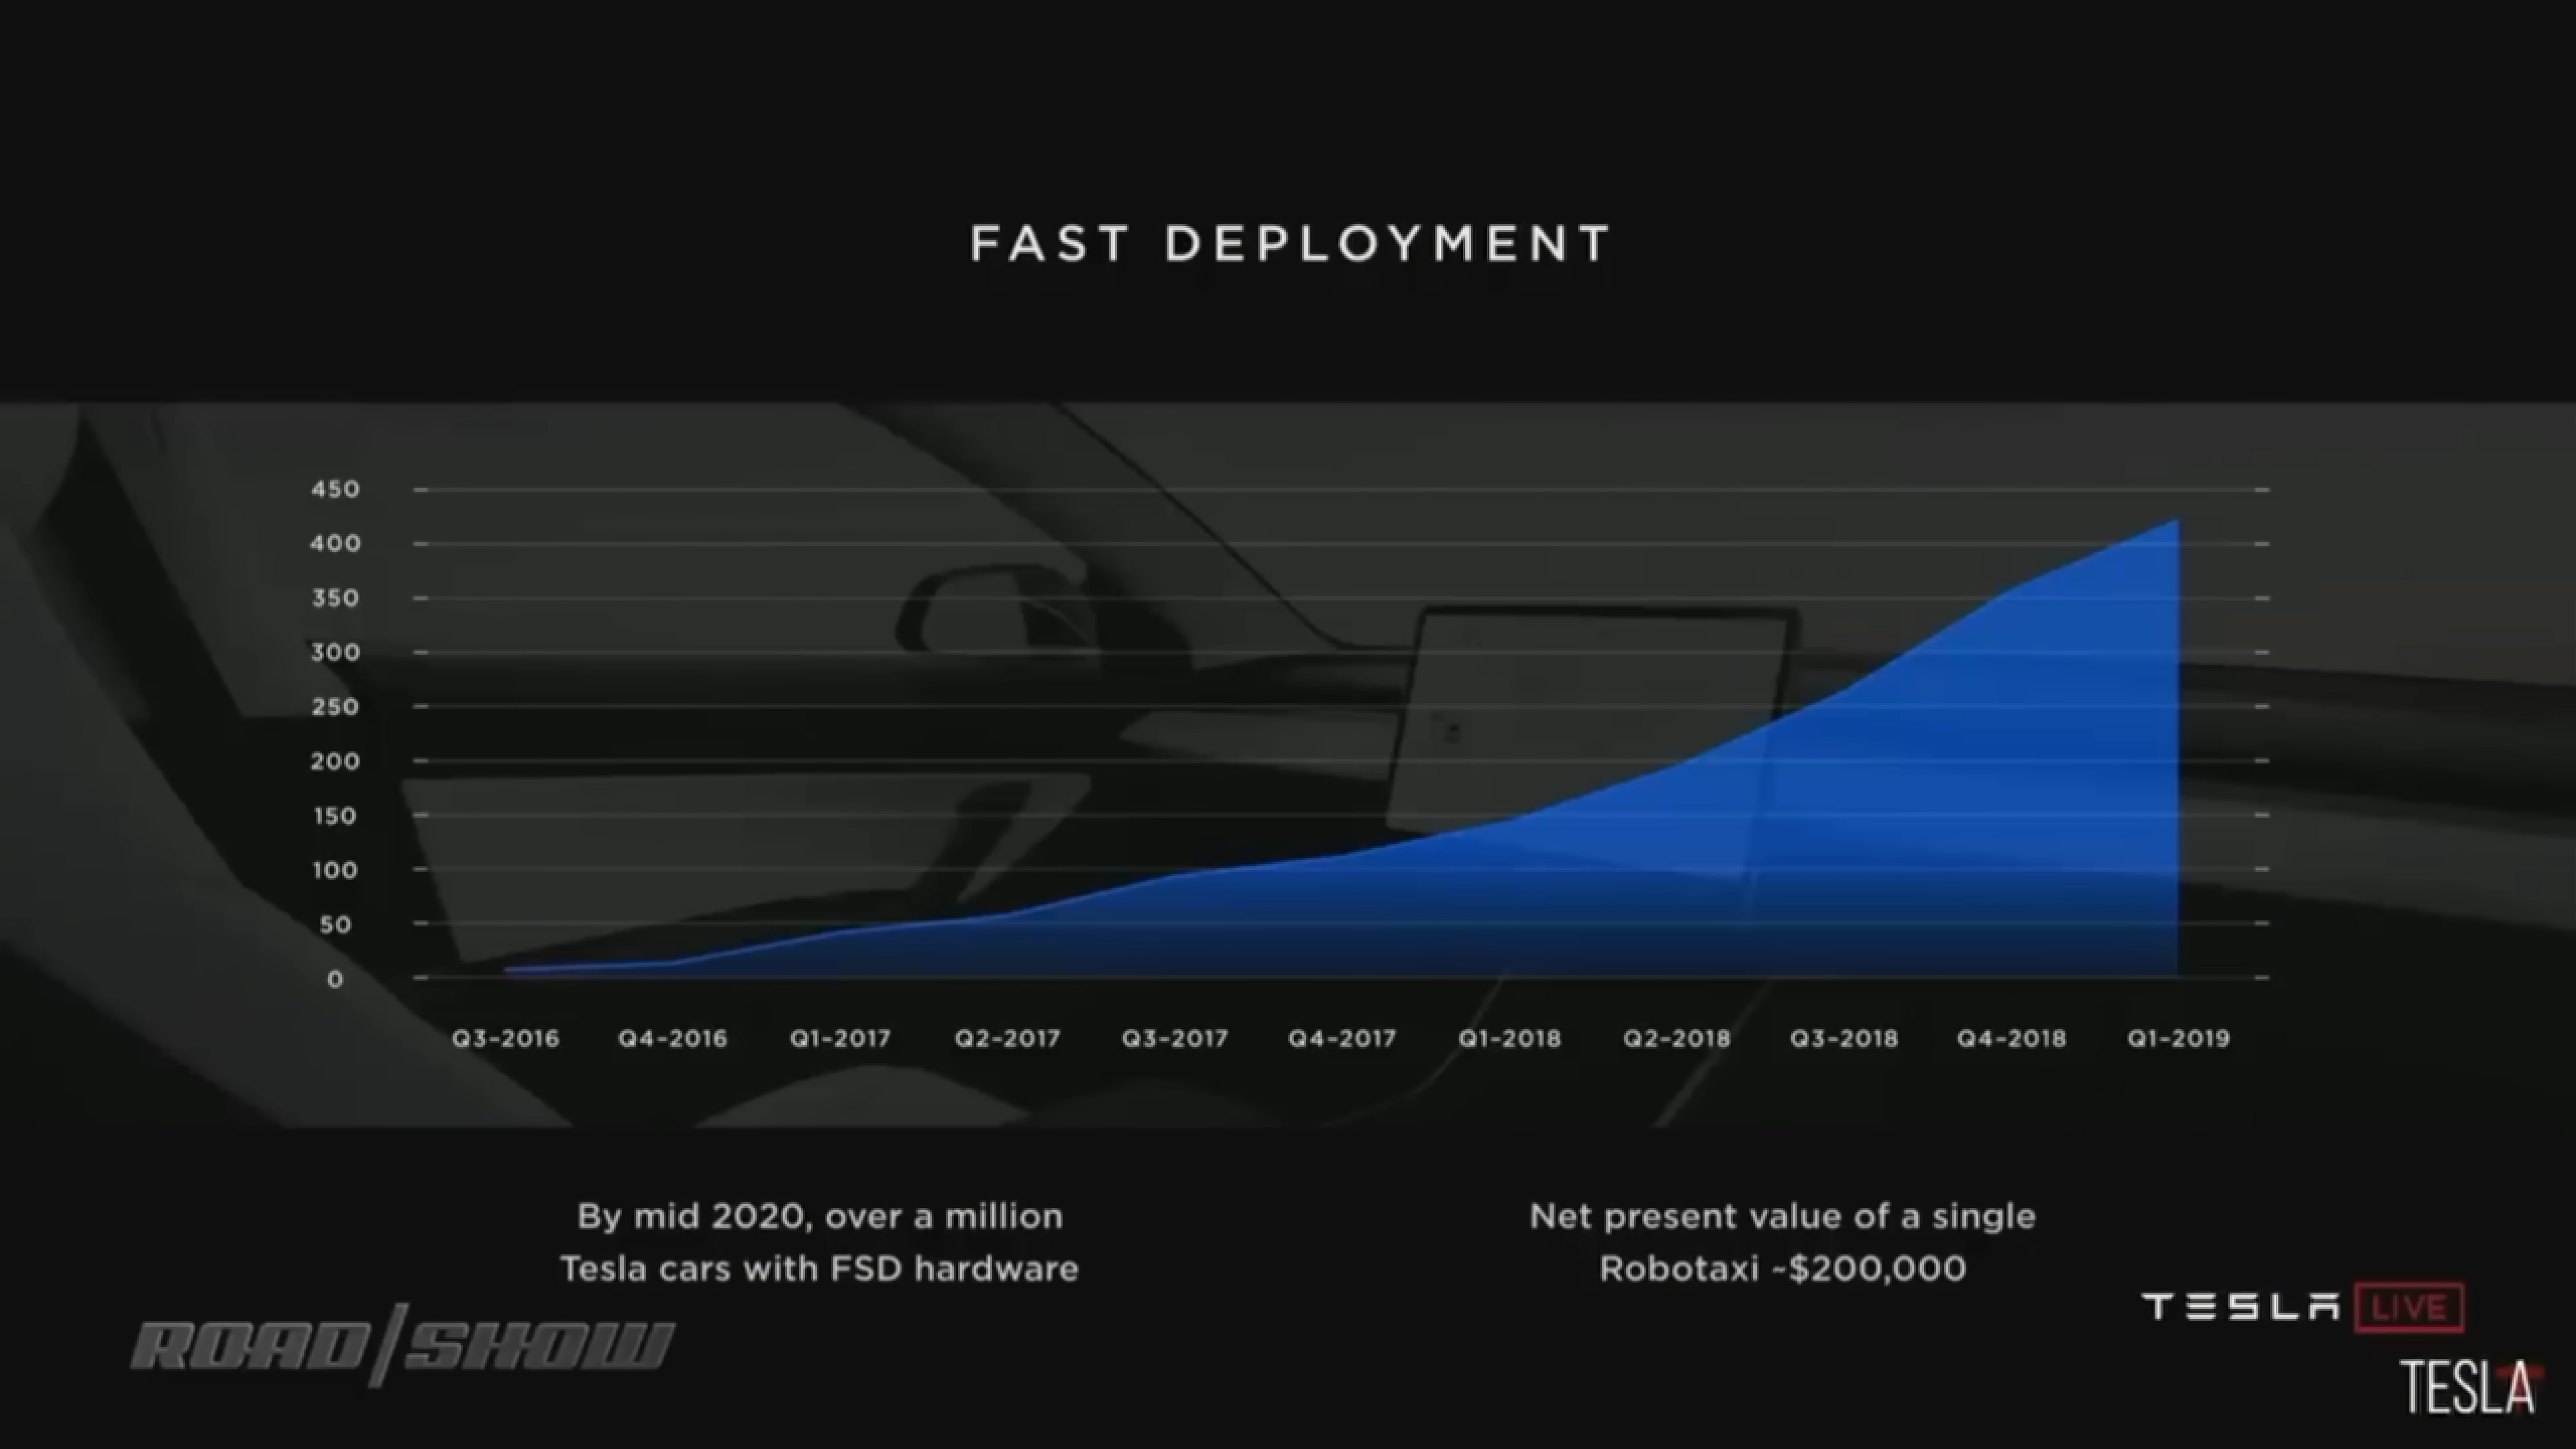 FAST DEPLOYMENT
450
400
350
300
250
200
150
100
50
0
Q3-2016 Q4-2016 Q1-2017 Q2-2017 Q3-2017 Q4-2017 Q1-2018 Q2-2018 Q3-2018 Q4-2018 Q1-2019
By mid 2020, over a million
Tesla cars with FSD hardware
Net present value of a single
Robotaxi ~$200,000
ROAD/SHOW
TESLA LIVE
TESLA